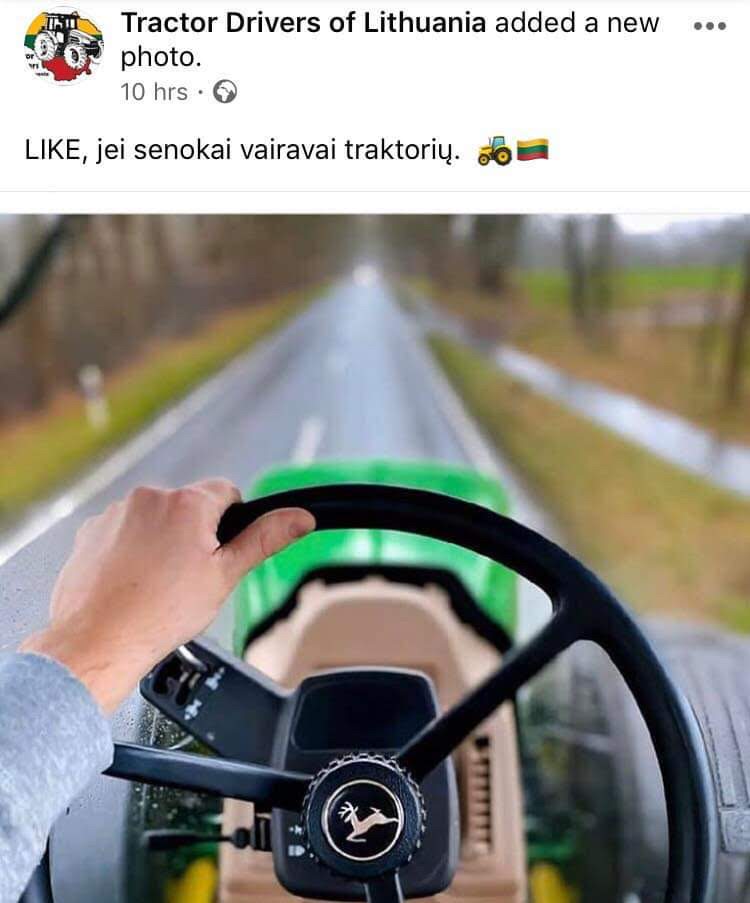 Tractor Drivers of Lithuania added a new
photo.
10 hrs ·
LIKE, jei senokai vairavai traktorių. 🚜🇱🇹